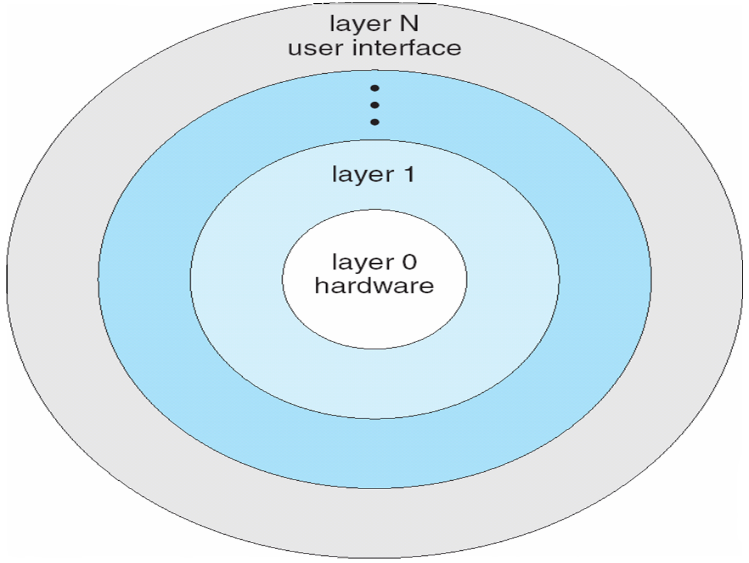 layer N
user interface
layer 1
layer 0
hardware